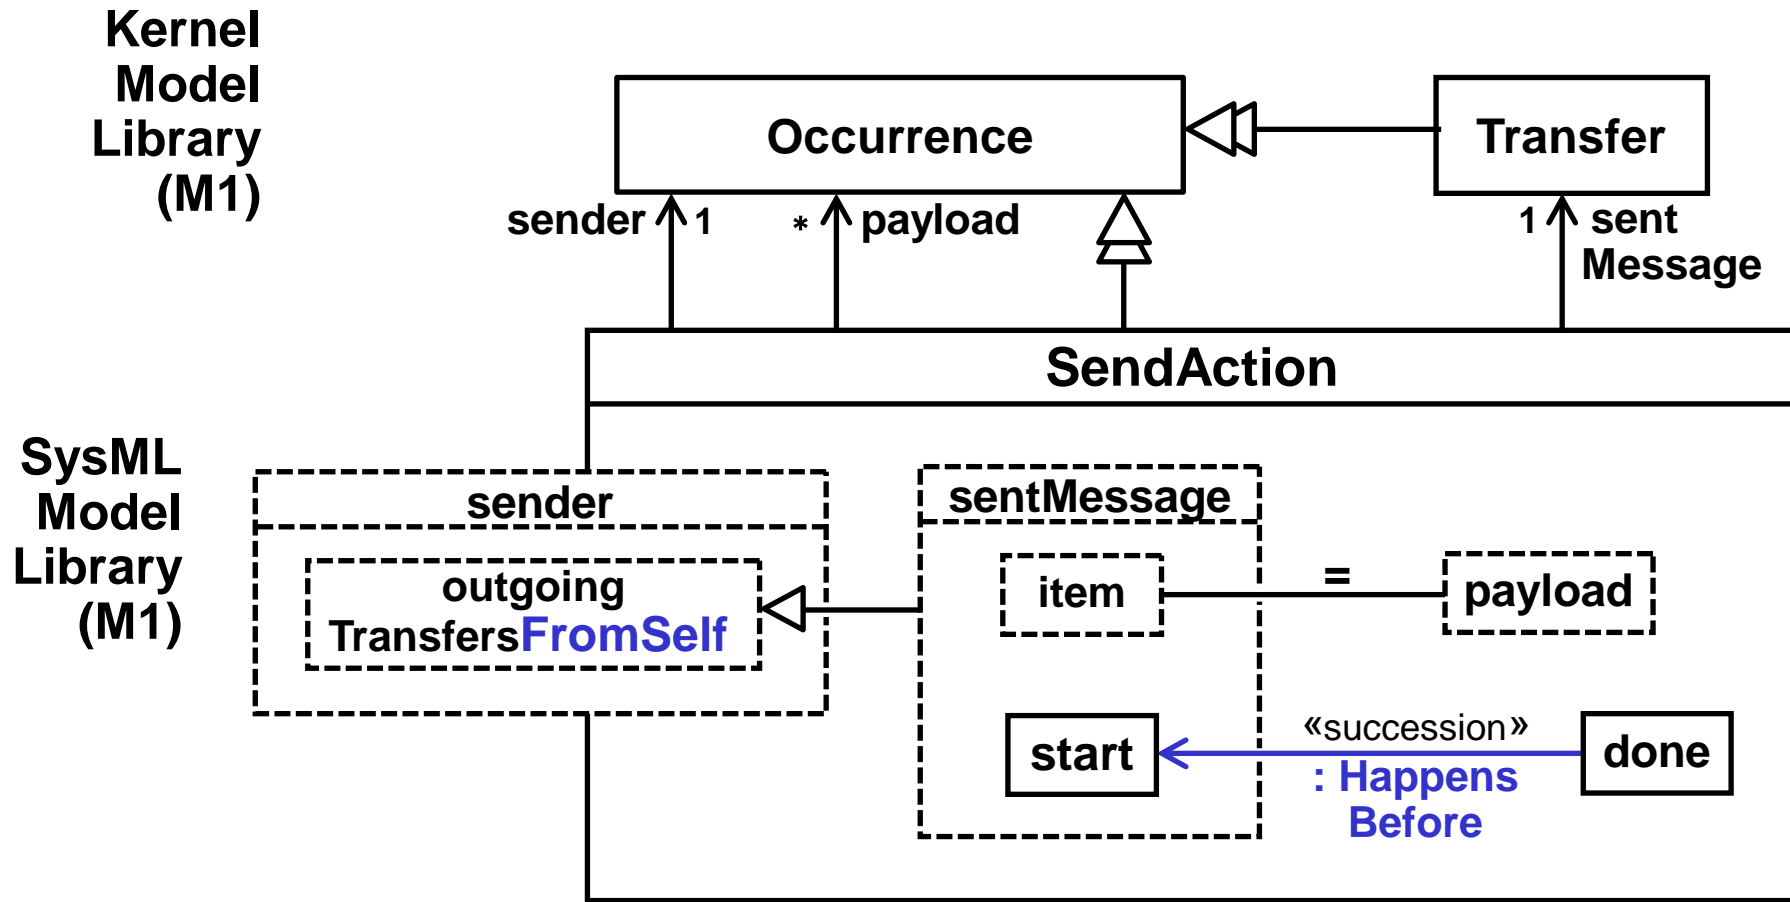 Kernel
Model
Library
(M1)
Occurrence
Transfer
sender 1
* payload
1 sent
Message
SendAction
SysML
Model
Library
(M1)
sender
outgoing
TransfersFromSelf
sentMessage
item
=
payload
start
«succession»
: Happens
Before
done